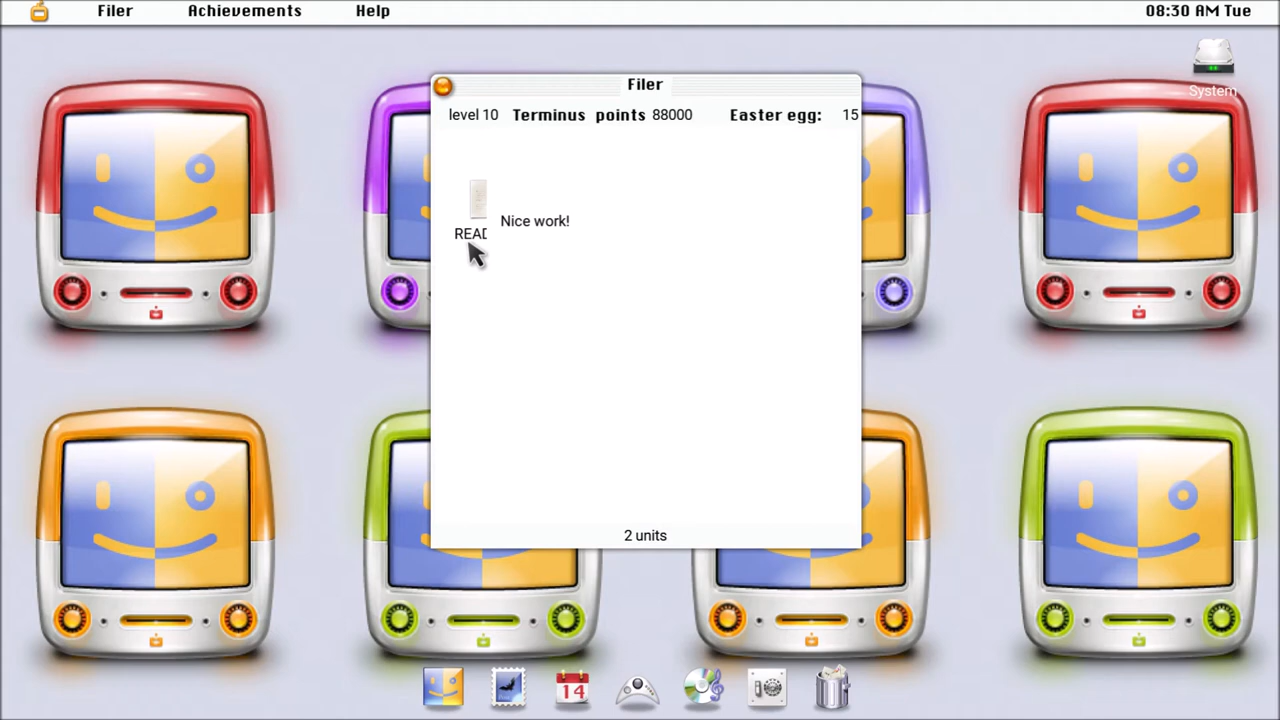 Filer Achievements Help 08:30 AM Tue
System
Filer
level 10 Terminus points 88000 Easter egg: 15
Nice work!
READ
2 units
14